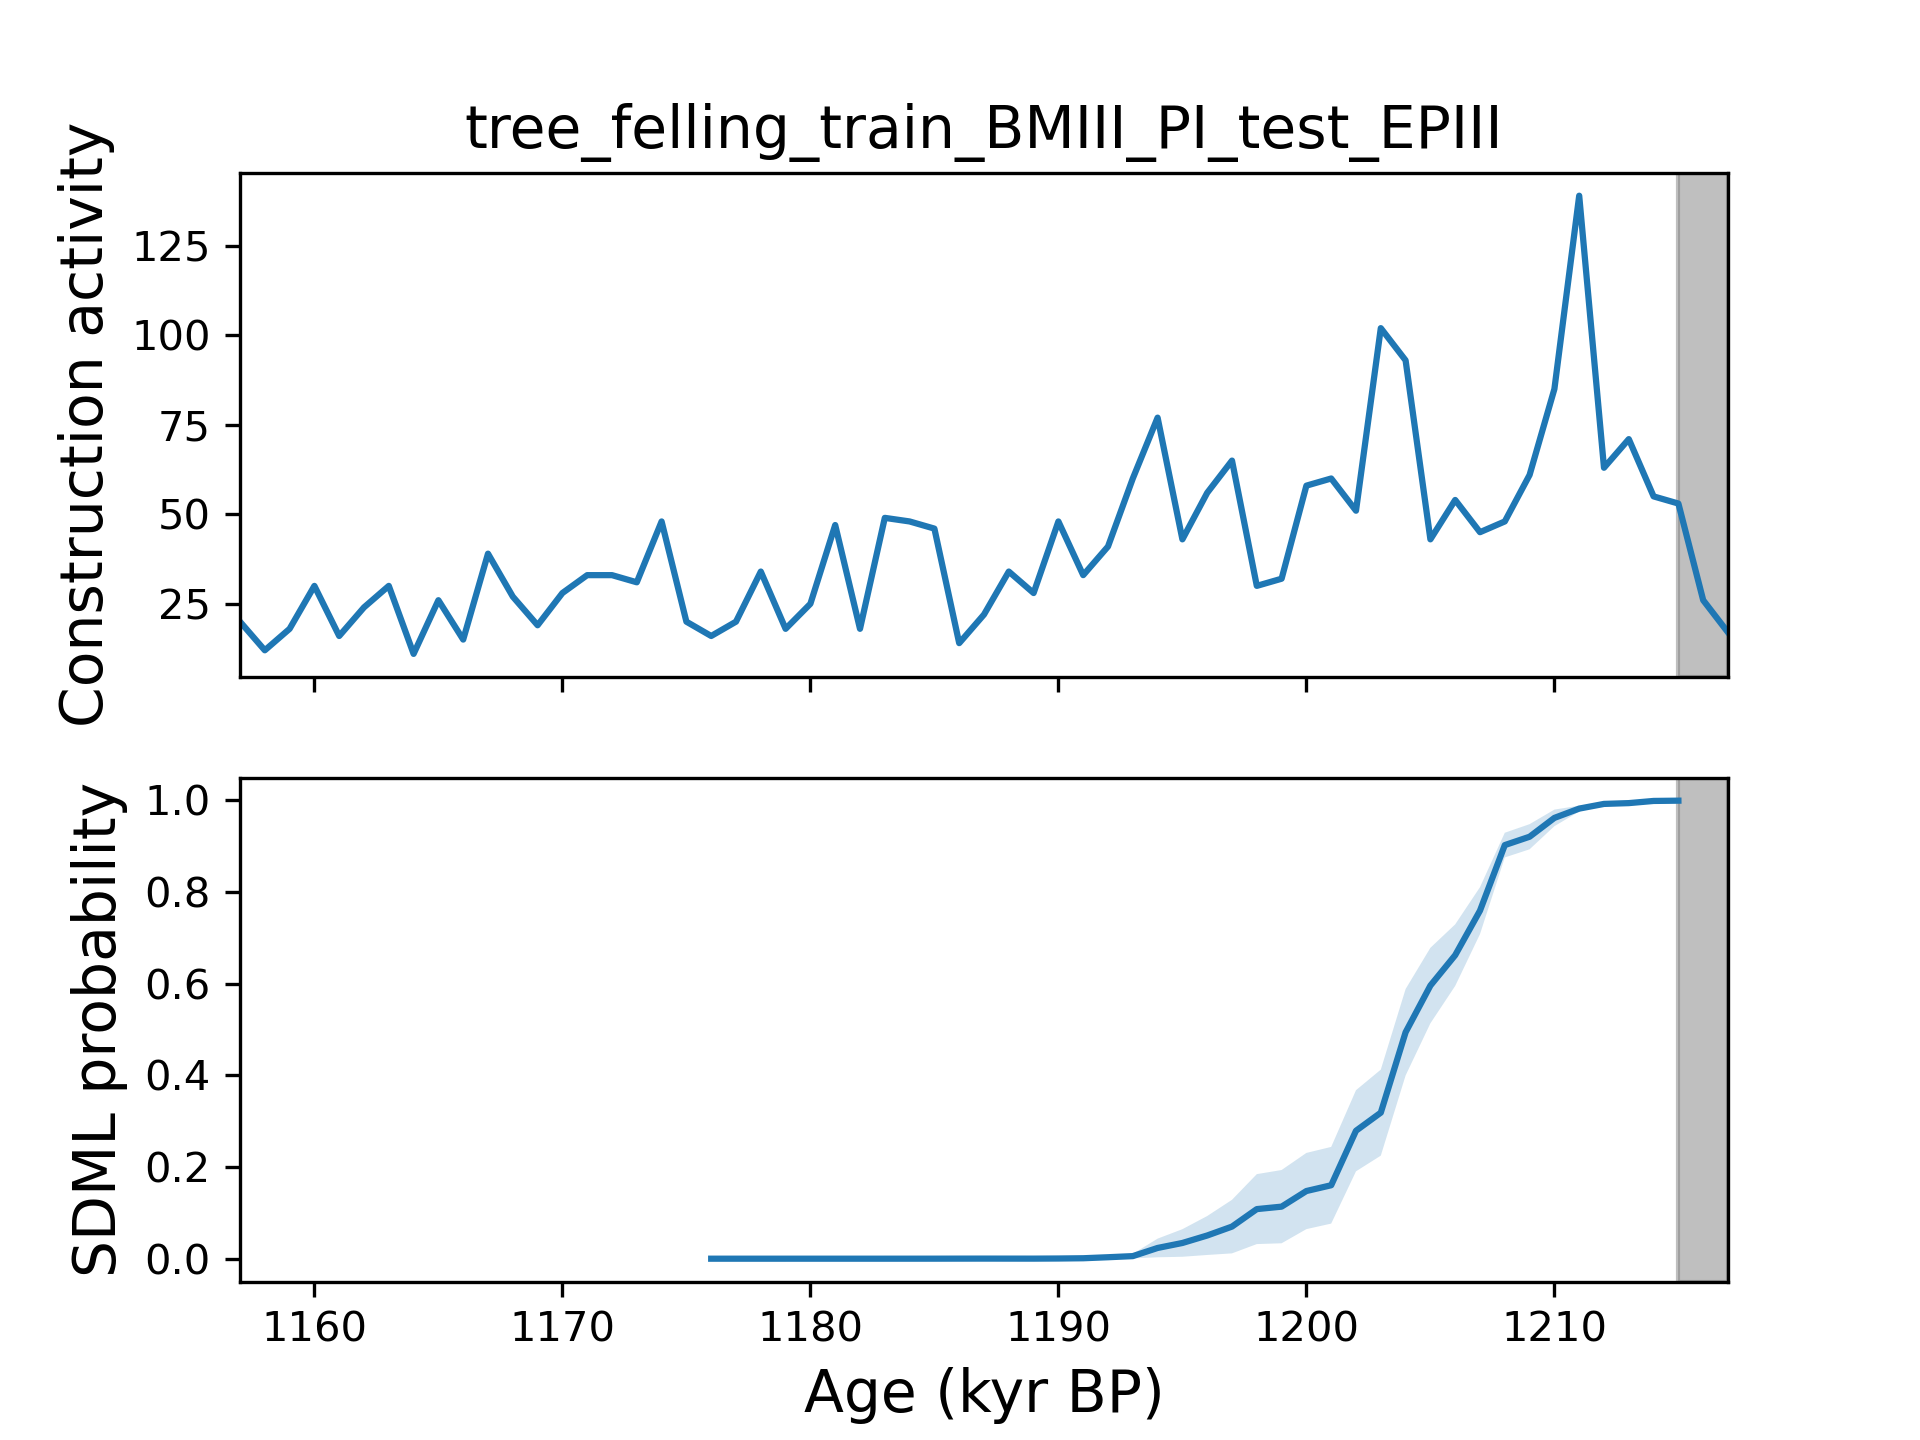 tree_felling_train_BMIII_PI_test_EPIII
Construction activity
125
100
75
50
25
SDML probability
1.0
0.8
0.6
0.4
0.2
0.0
1160 1170 1180 1190 1200 1210
Age (kyr BP)